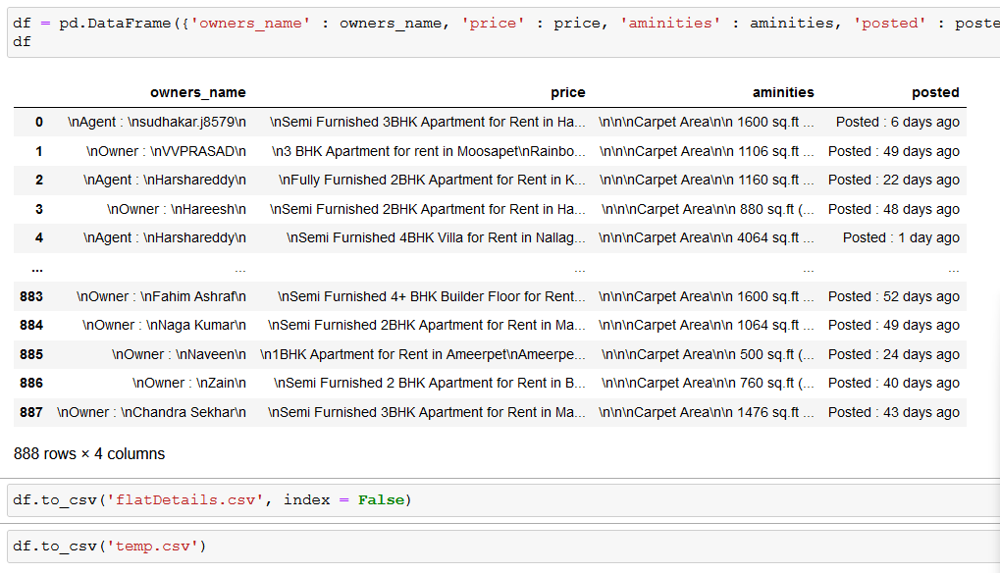 df = pd.DataFrame({'owners_name' : owners_name, 'price' : price, 'aminities' : aminities, 'posted' : poste
df
owners_name price aminities posted
0 \nAgent : \nsudhakar.j8579\n \nSemi Furnished 3BHK Apartment for Rent in Ha... \n\n\nCarpet Area\n\n 1600 sq.ft ... Posted : 6 days ago
1 \nOwner : \nVVPRASAD\n \n3 BHK Apartment for rent in Moosapet\nRainbo... \n\n\nCarpet Area\n\n 1106 sq.ft ... Posted : 49 days ago
2 \nAgent : \nHarshareddy\n \nFully Furnished 2BHK Apartment for Rent in K... \n\n\nCarpet Area\n\n 1160 sq.ft ... Posted : 22 days ago
3 \nOwner : \nHareesh\n \nSemi Furnished 2BHK Apartment for Rent in Ha... \n\n\nCarpet Area\n\n 880 sq.ft (... Posted : 48 days ago
4 \nAgent : \nHarshareddy\n \nSemi Furnished 4BHK Villa for Rent in Nallag... \n\n\nCarpet Area\n\n 4064 sq.ft ... Posted : 1 day ago
... ... ... ... ...
883 \nOwner : \nFahim Ashraf\n \nSemi Furnished 4+ BHK Builder Floor for Rent... \n\n\nCarpet Area\n\n 1600 sq.ft ... Posted : 52 days ago
884 \nOwner : \nNaga Kumar\n \nSemi Furnished 2BHK Apartment for Rent in Ma... \n\n\nCarpet Area\n\n 1064 sq.ft ... Posted : 49 days ago
885 \nOwner : \nNaveen\n \n1BHK Apartment for Rent in Ameerpet\nAmeerpe... \n\n\nCarpet Area\n\n 500 sq.ft (... Posted : 24 days ago
886 \nOwner : \nZain\n \nSemi Furnished 2 BHK Apartment for Rent in B... \n\n\nCarpet Area\n\n 760 sq.ft (... Posted : 40 days ago
887 \nOwner : \nChandra Sekhar\n \nSemi Furnished 3BHK Apartment for Rent in Ma... \n\n\nCarpet Area\n\n 1476 sq.ft ... Posted : 43 days ago
888 rows × 4 columns
df.to_csv('flatDetails.csv', index = False)
df.to_csv('temp.csv')